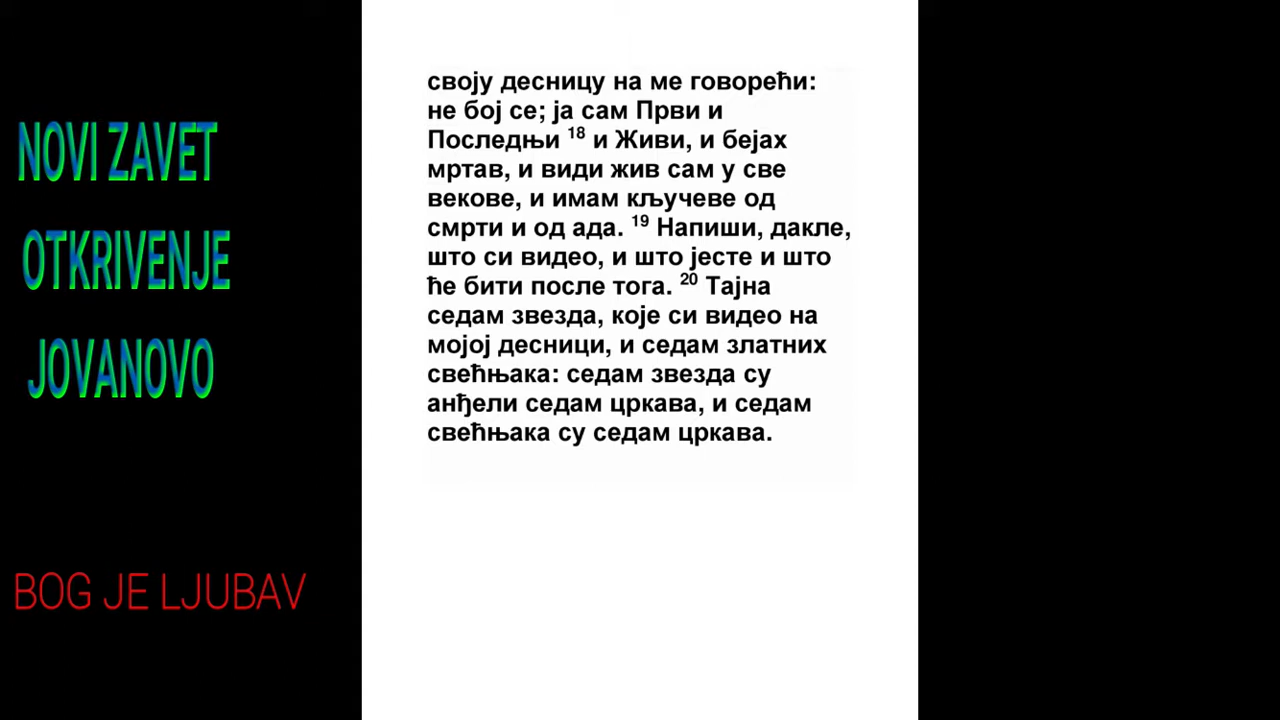 NOVI ZAVET
OTKRIVENJE
JOVANOVO
BOG JE LJUBAV
своју десницу на ме говорећи:
не бој се; ја сам Први и
Последњи 18 и Живи, и бејах
мртав, и види жив сам у све
векове, и имам кључеве од
смрти и од ада. 19 Напиши, дакле,
што си видео, и што јесте и што
ће бити после тога. 20 Тајна
седам звезда, које си видео на
мојој десници, и седам златних
свећњака: седам звезда су
анђели седам цркава, и седам
свећњака су седам цркава.